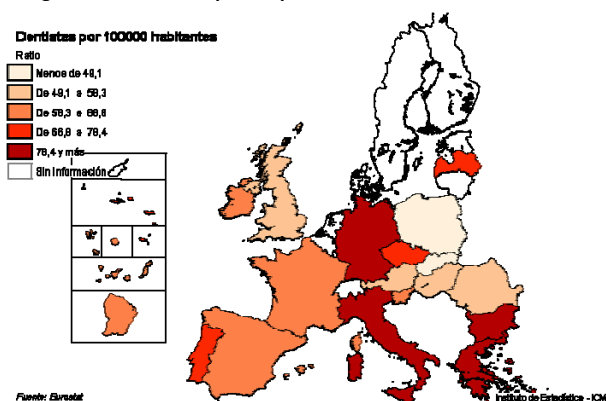 Dentistas por 100000 habitantes
Ratio
Menos de 49,1
De 49,1 a 58,3
De 58,3 a 66,8
De 66,8 a 78,4
78,4 y más
Sin información
Fuente: Eurostat
Instituto de Estadística - ICM